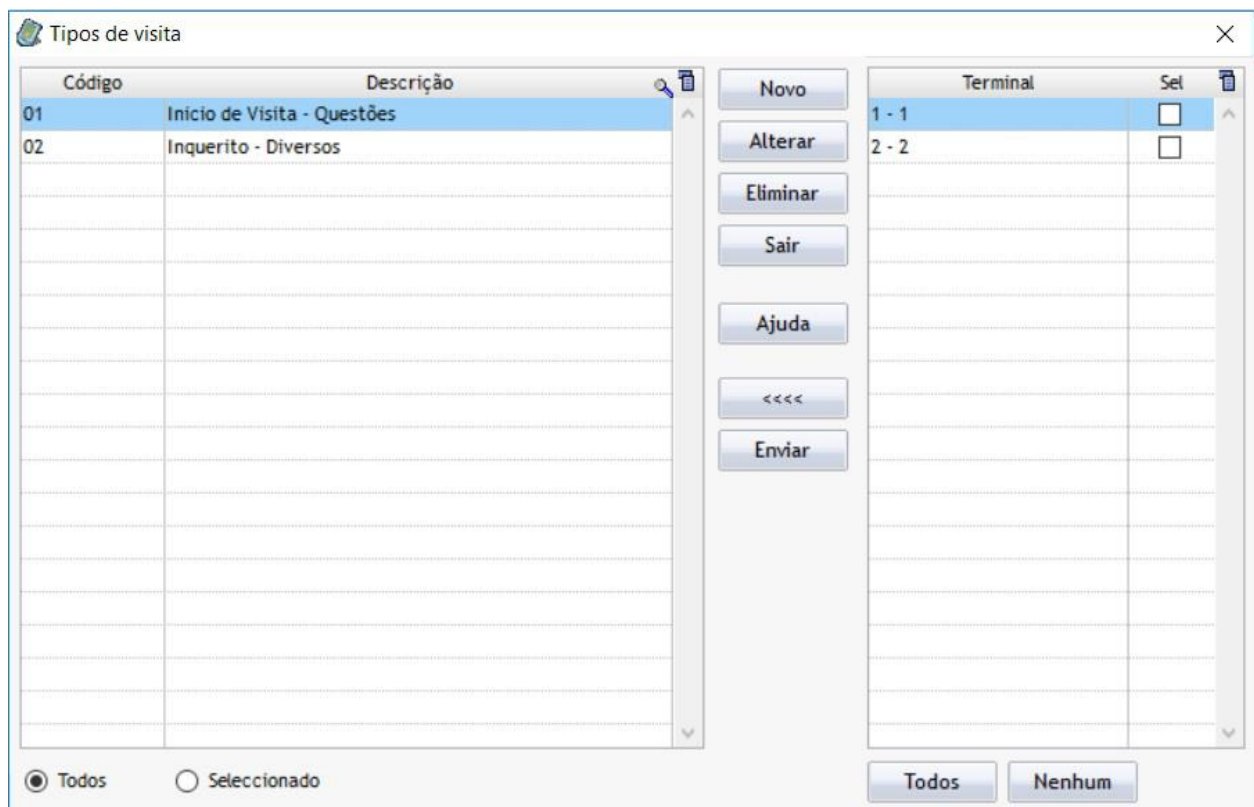 Tipos de visita
Código Descrição
01 Inicio de Visita - Questões
02 Inquerito - Diversos
Novo
Alterar
Eliminar
Sair
Ajuda
<<<<
Enviar
Terminal Sel
1 - 1
2 - 2
Todos Seleccionado
Todos Nenhum